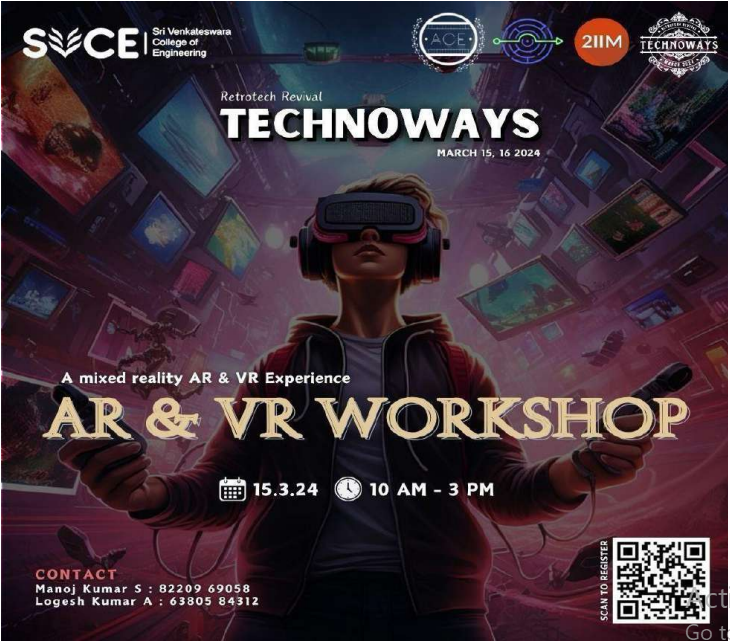 SVCE
Sri Venkateswara
College of
Engineering
ACE
2IIM
TECHNOWAYS
Retrotech Revival
TECHNOWAYS
MARCH 15, 16 2024
A mixed reality AR & VR Experience
AR & VR WORKSHOP
15.3.24 10 AM - 3 PM
CONTACT
Manoj Kumar S : 82209 69058
Logesh Kumar A : 63805 84312
SCAN TO REGISTER
Acti
Go t